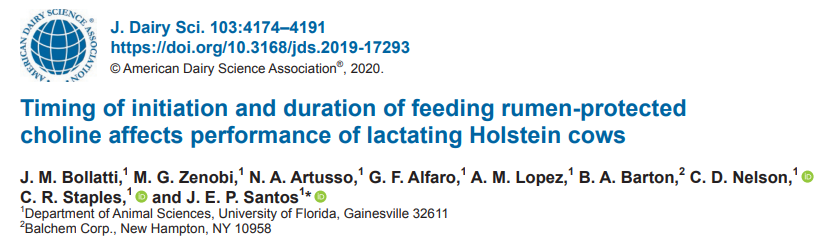 AMERICAN DAIRY SCIENCE ASSOCIATION
®
J. Dairy Sci. 103:4174–4191
https://doi.org/10.3168/jds.2019-17293
© American Dairy Science Association®, 2020.
Timing of initiation and duration of feeding rumen-protected
choline affects performance of lactating Holstein cows
J. M. Bollatti,1 M. G. Zenobi,1 N. A. Artusso,1 G. F. Alfaro,1 A. M. Lopez,1 B. A. Barton,2 C. D. Nelson,1 iD
C. R. Staples,1 iD and J. E. P. Santos1* iD
1Department of Animal Sciences, University of Florida, Gainesville 32611
2Balchem Corp., New Hampton, NY 10958